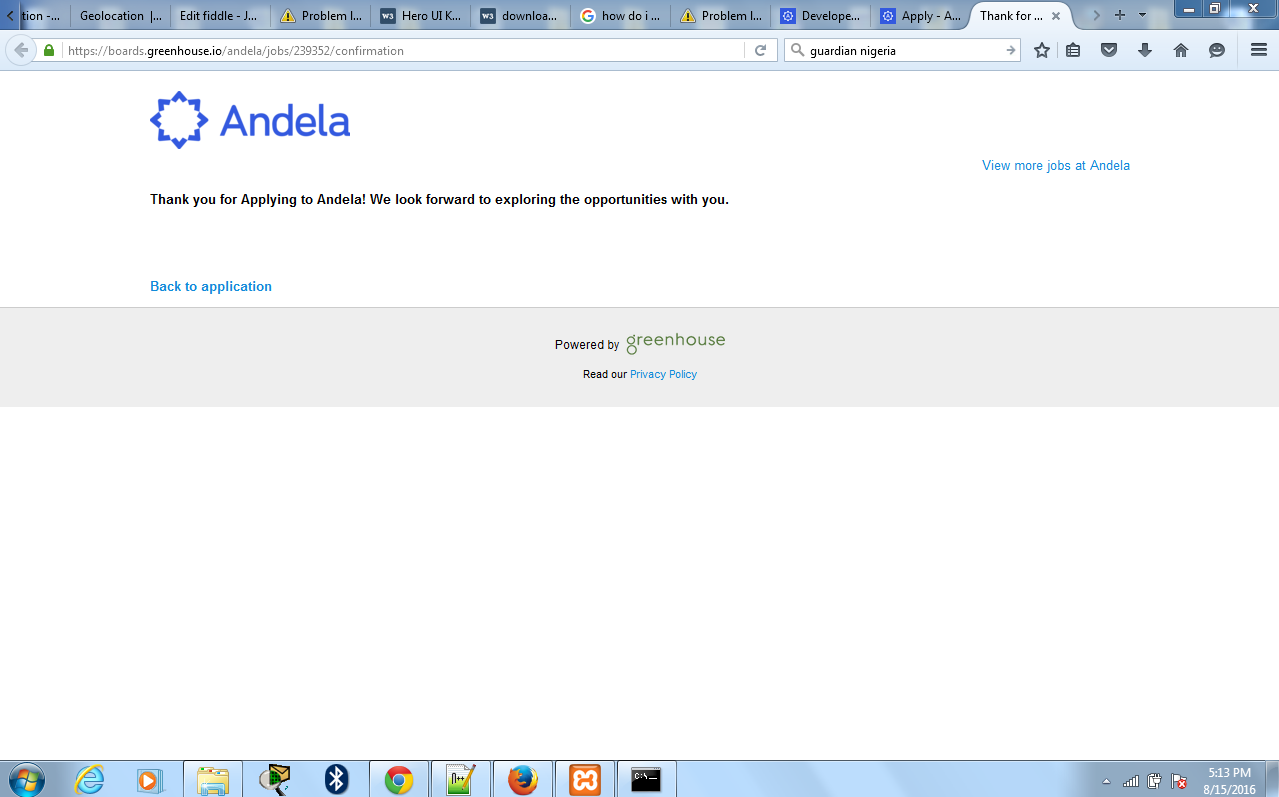 tion -...
Geolocation |...
Edit fiddle - J...
Problem l...
Hero UI K...
downloa...
how do i ...
Problem l...
Develope...
Apply - A...
Thank for ...
https://boards.greenhouse.io/andela/jobs/239352/confirmation
guardian nigeria
Andela
View more jobs at Andela
Thank you for Applying to Andela! We look forward to exploring the opportunities with you.
Back to application
Powered by greenhouse
Read our Privacy Policy
5:13 PM
8/15/2016